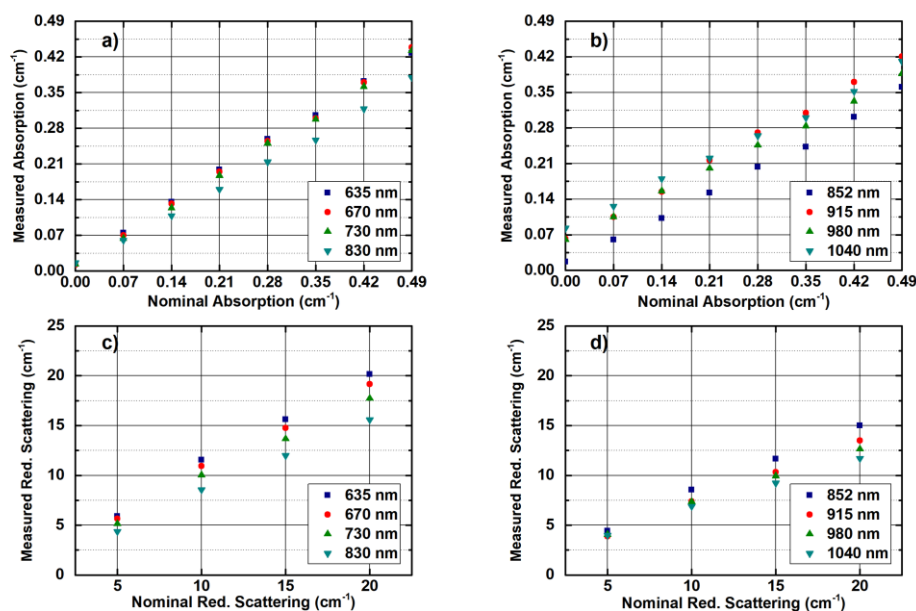 a)
Measured Absorption (cm-1)
0.49
0.42
0.35
0.28
0.21
0.14
0.07
0.00
635 nm
670 nm
730 nm
830 nm
0.00 0.07 0.14 0.21 0.28 0.35 0.42 0.49
Nominal Absorption (cm-1)
b)
Measured Absorption (cm-1)
0.49
0.42
0.35
0.28
0.21
0.14
0.07
0.00
852 nm
915 nm
980 nm
1040 nm
0.00 0.07 0.14 0.21 0.28 0.35 0.42 0.49
Nominal Absorption (cm-1)
c)
Measured Red. Scattering (cm-1)
25
20
15
10
5
0
635 nm
670 nm
730 nm
830 nm
5 10 15 20
Nominal Red. Scattering (cm-1)
d)
Measured Red. Scattering (cm-1)
25
20
15
10
5
0
852 nm
915 nm
980 nm
1040 nm
5 10 15 20
Nominal Red. Scattering (cm-1)